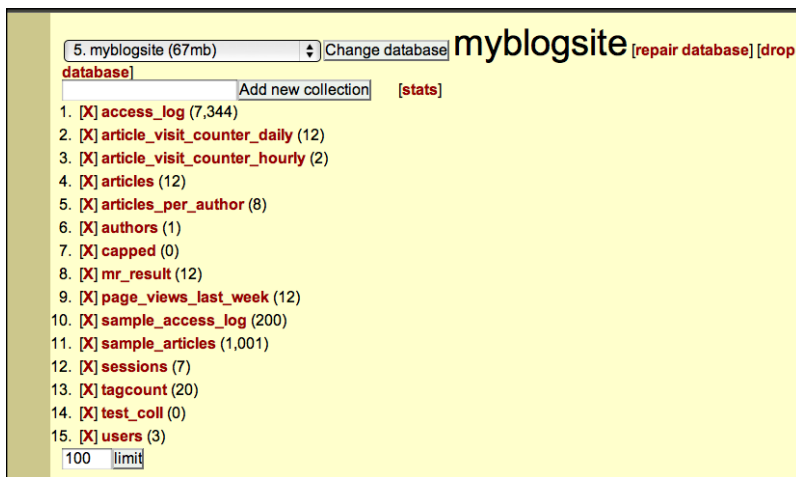 5. myblogsite (67mb) Change database myblogsite [repair database] [drop
database]
Add new collection [stats]
1. [X] access_log (7,344)
2. [X] article_visit_counter_daily (12)
3. [X] article_visit_counter_hourly (2)
4. [X] articles (12)
5. [X] articles_per_author (8)
6. [X] authors (1)
7. [X] capped (0)
8. [X] mr_result (12)
9. [X] page_views_last_week (12)
10. [X] sample_access_log (200)
11. [X] sample_articles (1,001)
12. [X] sessions (7)
13. [X] tagcount (20)
14. [X] test_coll (0)
15. [X] users (3)
100 limit